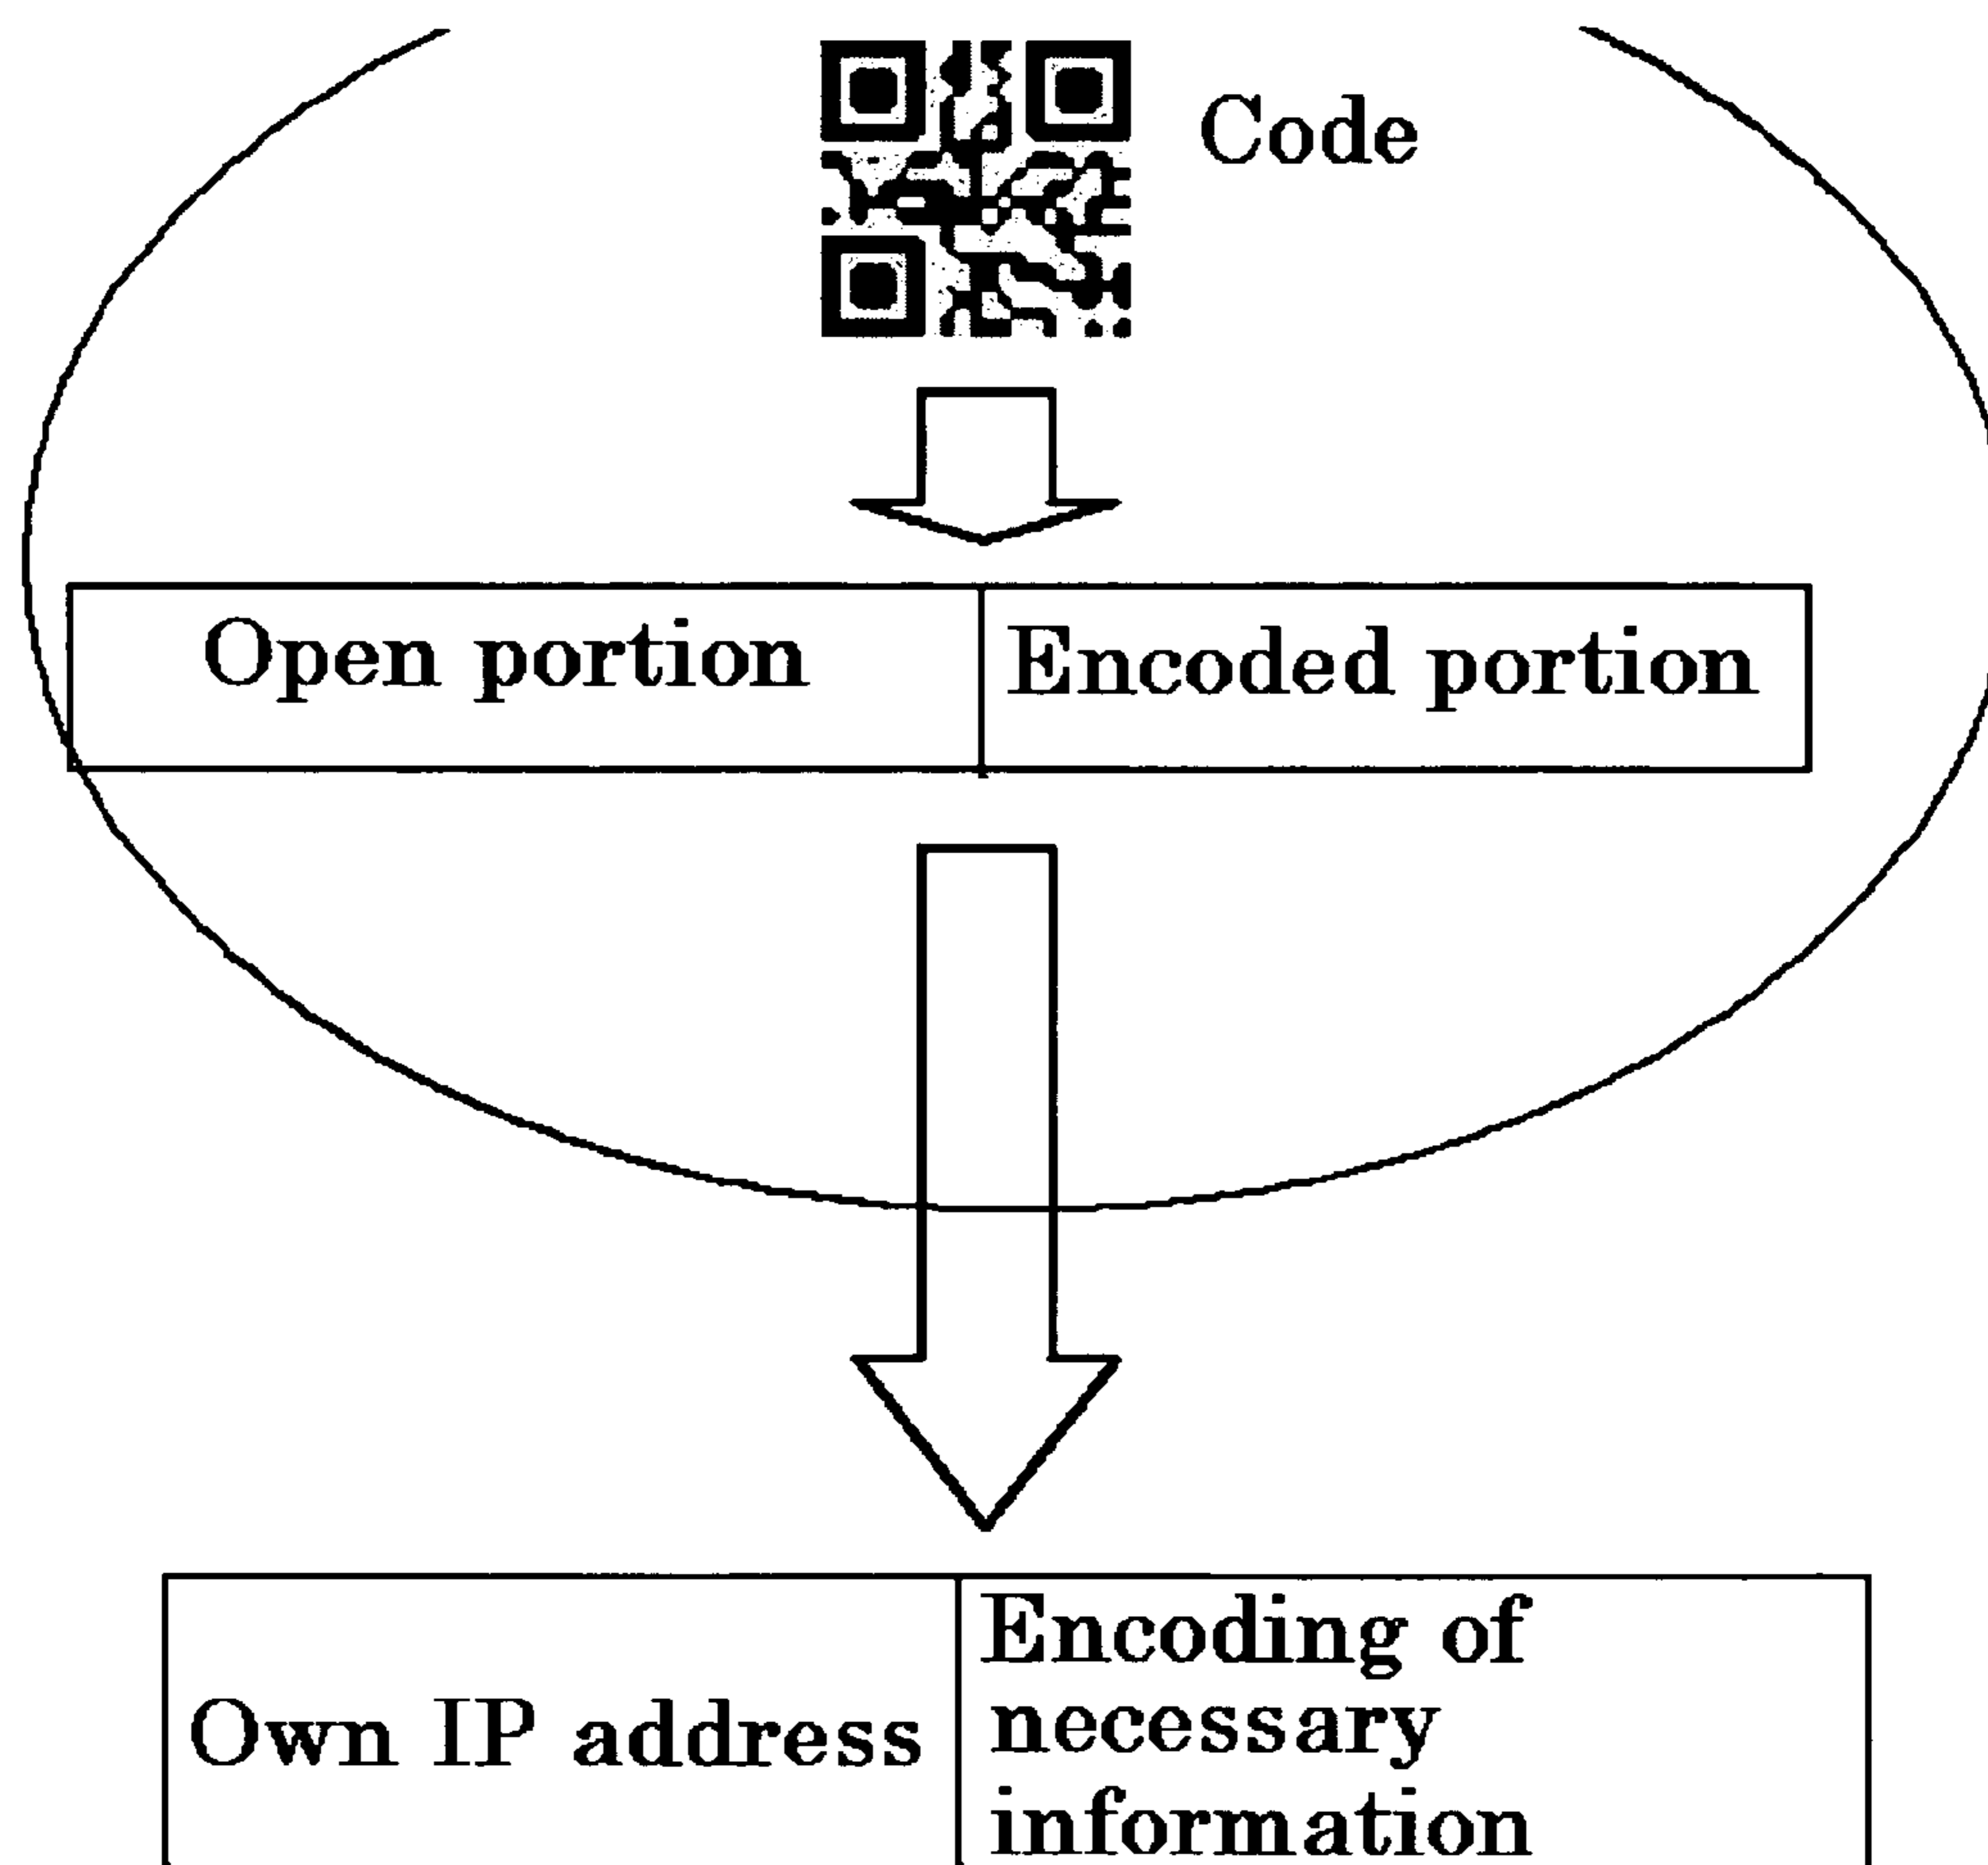 Code
Open portion
Encoded portion
Own IP address
Encoding of
necessary
information